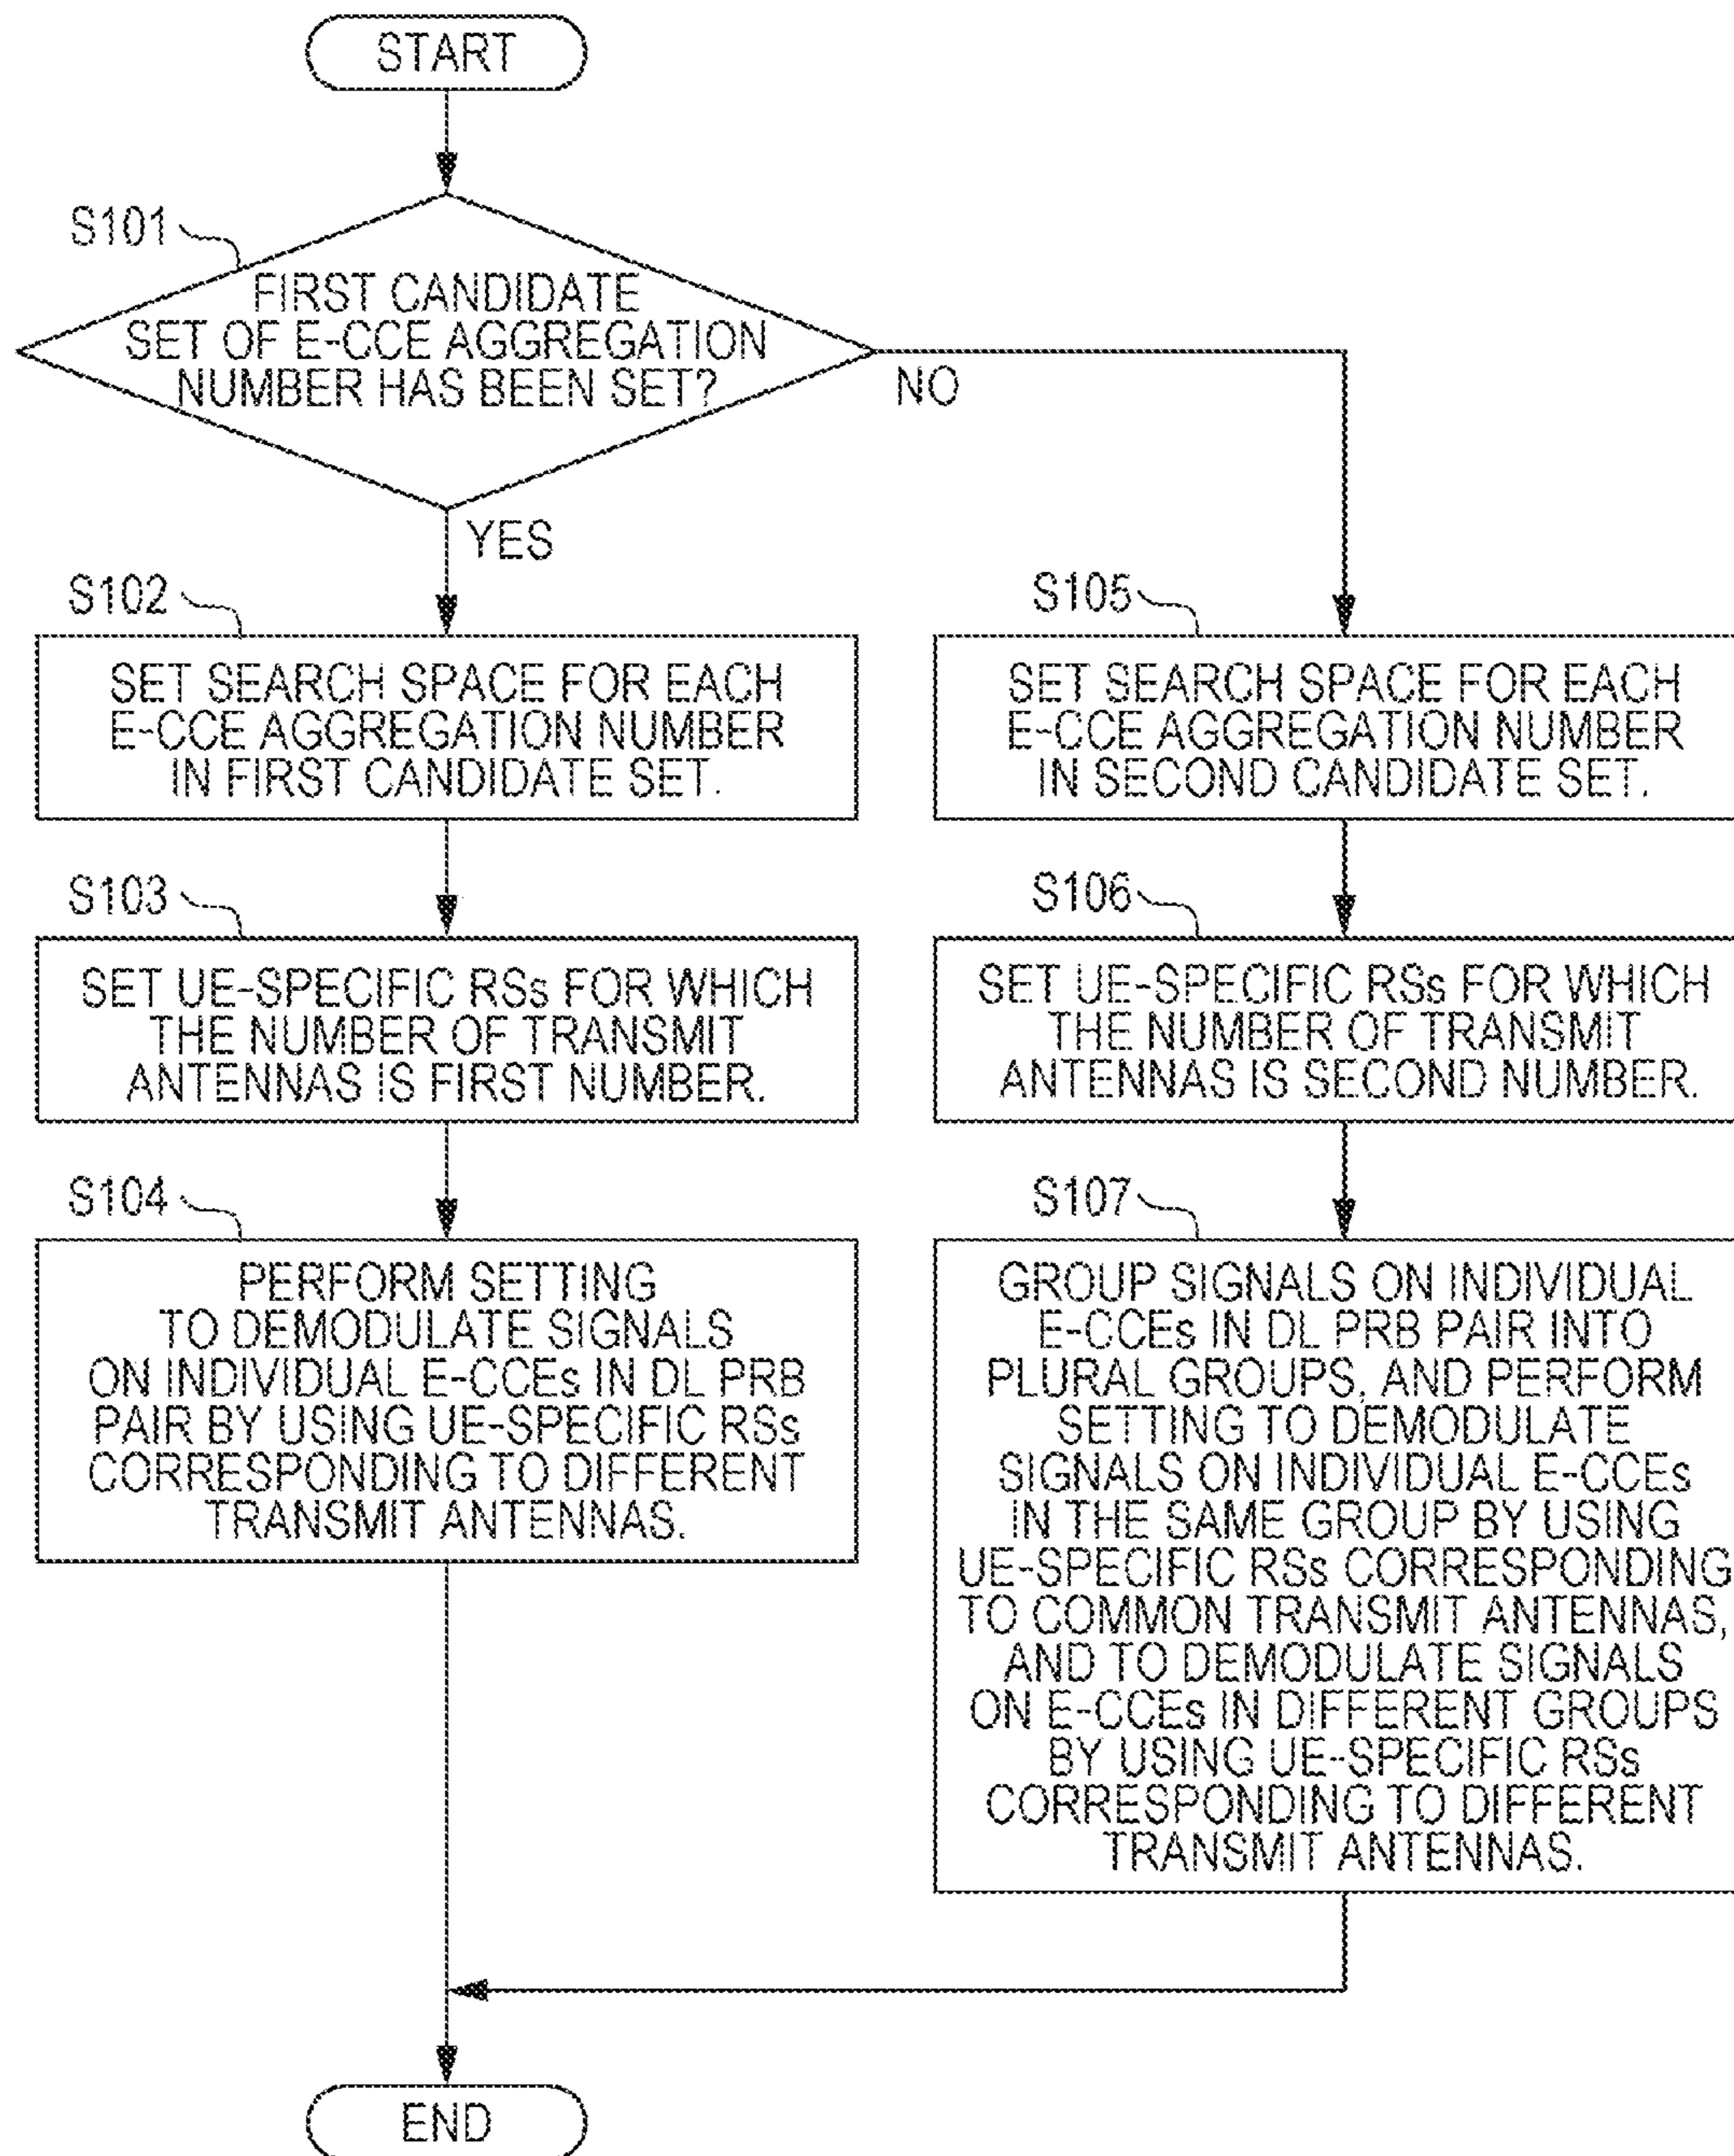 START
S101
FIRST CANDIDATE
SET OF E-CCE AGGREGATION
NUMBER HAS BEEN SET?
NO
YES
S102
SET SEARCH SPACE FOR EACH
E-CCE AGGREGATION NUMBER
IN FIRST CANDIDATE SET.
S103
SET UE-SPECIFIC RSs FOR WHICH
THE NUMBER OF TRANSMIT
ANTENNAS IS FIRST NUMBER.
S104
PERFORM SETTING
TO DEMODULATE SIGNALS
ON INDIVIDUAL E-CCEs IN DL PRB
PAIR BY USING UE-SPECIFIC RSs
CORRESPONDING TO DIFFERENT
TRANSMIT ANTENNAS.
S105
SET SEARCH SPACE FOR EACH
E-CCE AGGREGATION NUMBER
IN SECOND CANDIDATE SET.
S106
SET UE-SPECIFIC RSs FOR WHICH
THE NUMBER OF TRANSMIT
ANTENNAS IS SECOND NUMBER.
S107
GROUP SIGNALS ON INDIVIDUAL
E-CCEs IN DL PRB PAIR INTO
PLURAL GROUPS, AND PERFORM
SETTING TO DEMODULATE
SIGNALS ON INDIVIDUAL E-CCEs
IN THE SAME GROUP BY USING
UE-SPECIFIC RSs CORRESPONDING
TO COMMON TRANSMIT ANTENNAS,
AND TO DEMODULATE SIGNALS
ON E-CCEs IN DIFFERENT GROUPS
BY USING UE-SPECIFIC RSs
CORRESPONDING TO DIFFERENT
TRANSMIT ANTENNAS.
END